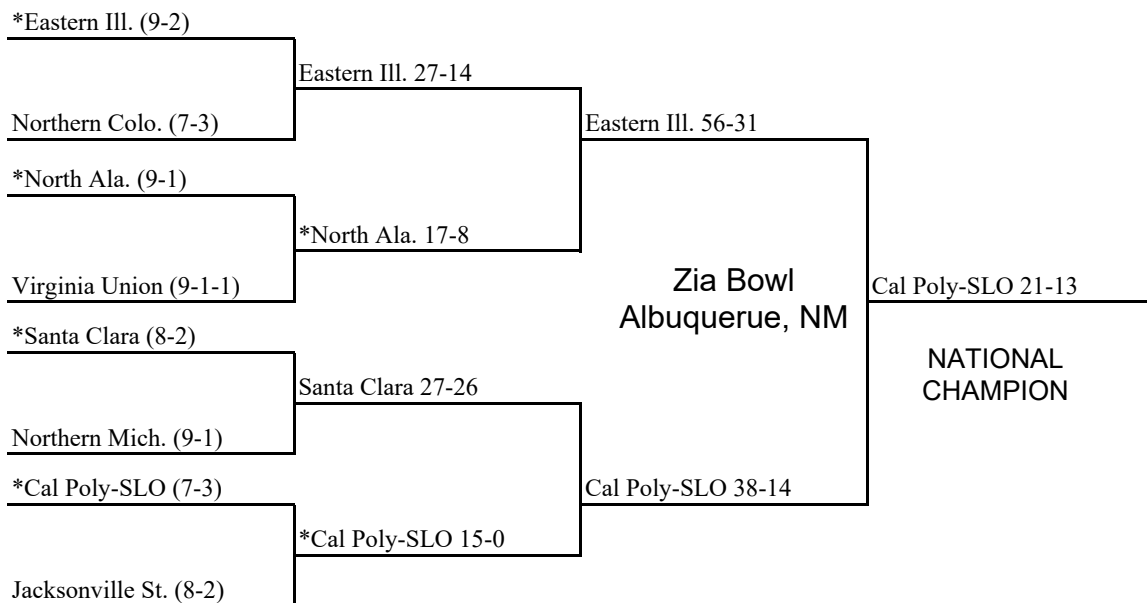 *Eastern Ill. (9-2)
Eastern Ill. 27-14
Northern Colo. (7-3)
Eastern Ill. 56-31
*North Ala. (9-1)
*North Ala. 17-8
Virginia Union (9-1-1)
Zia Bowl
Albuquerue, NM
Cal Poly-SLO 21-13
*Santa Clara (8-2)
NATIONAL
CHAMPION
Santa Clara 27-26
Northern Mich. (9-1)
*Cal Poly-SLO (7-3)
Cal Poly-SLO 38-14
*Cal Poly-SLO 15-0
Jacksonville St. (8-2)